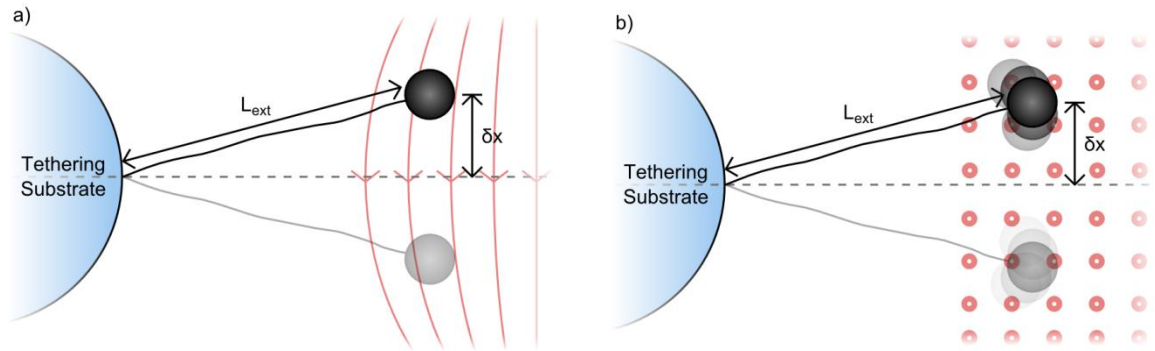 a)
L_ext
δx
Tethering
Substrate
b)
L_ext
δx
Tethering
Substrate